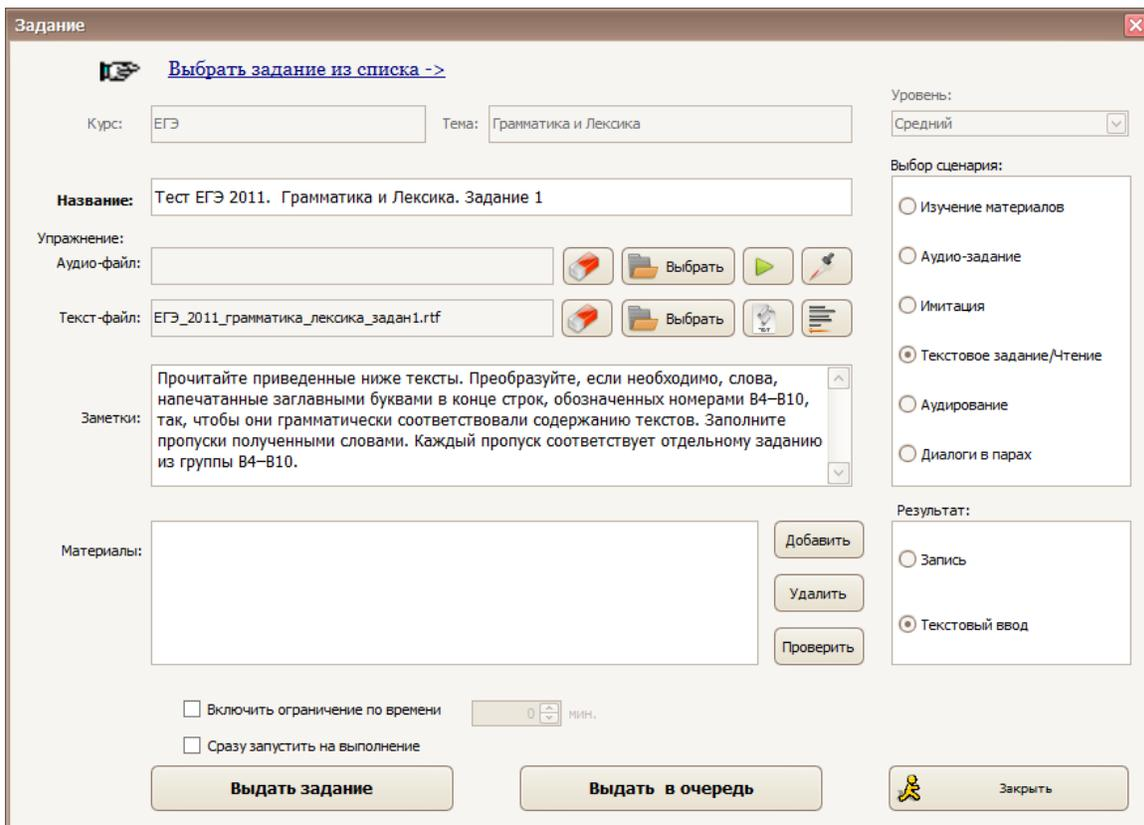 Задание
Выбрать задание из списка ->
Уровень:
Курс: ЕГЭ Тема: Грамматика и Лексика Средний
Выбор сценария:
Название: Тест ЕГЭ 2011. Грамматика и Лексика. Задание 1
Изучение материалов
Упражнение:
Аудио-файл: Выбрать
Аудио-задание
Имитация
Текст-файл: ЕГЭ_2011_грамматика_лексика_задан1.rtf Выбрать
Текстовое задание/Чтение
Аудирование
Диалоги в парах
Заметки:
Прочитайте приведенные ниже тексты. Преобразуйте, если необходимо, слова,
напечатанные заглавными буквами в конце строк, обозначенных номерами B4–B10,
так, чтобы они грамматически соответствовали содержанию текстов. Заполните
пропуски полученными словами. Каждый пропуск соответствует отдельному заданию
из группы B4–B10.
Результат:
Запись
Текстовый ввод
Материалы:
Добавить
Удалить
Проверить
Включить ограничение по времени 0 мин.
Сразу запустить на выполнение
Выдать задание Выдать в очередь Закрыть